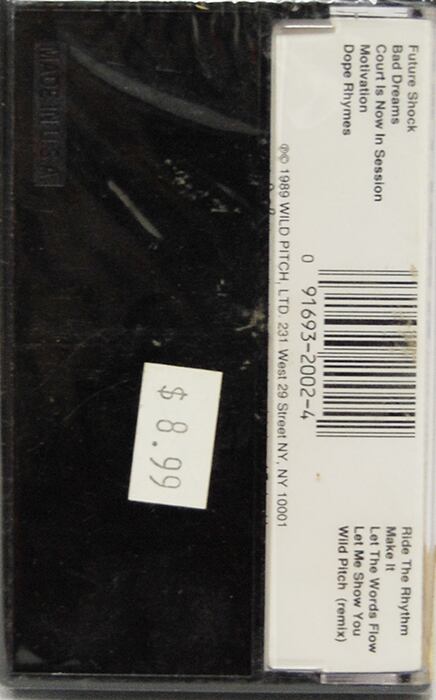 Future Shock
Bad Dreams
Court Is Now In Session
Motivation
Dope Rhymes
Ride The Rhythm
Make It
Let The Words Flow
Let Me Show You
Wild Pitch (remix)
0 91693-2002-4
℗© 1989 WILD PITCH, LTD. 231 West 29 Street NY, NY 10001
$8.99
MADE IN U.S.A.